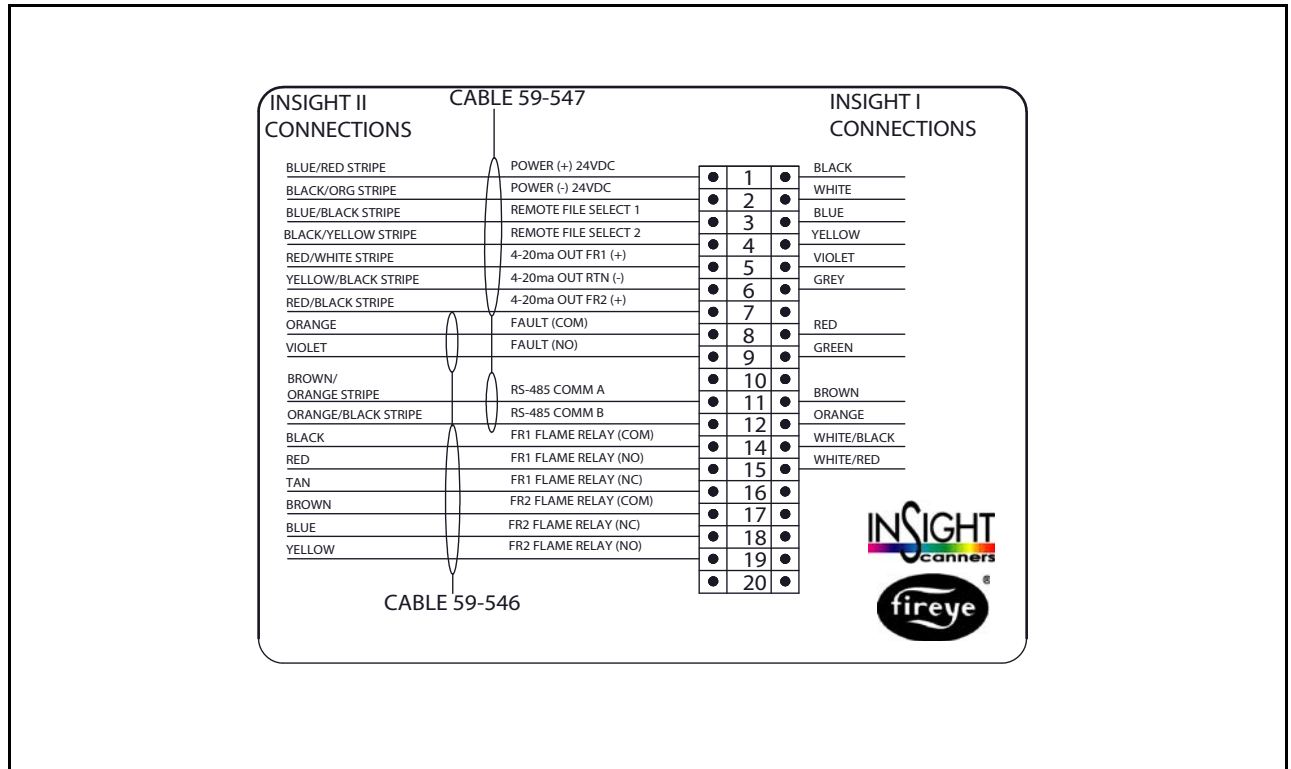 INSIGHT II CABLE 59-547 INSIGHT I
CONNECTIONS CONNECTIONS
BLUE/RED STRIPE POWER (+) 24VDC 1 BLACK
BLACK/ORG STRIPE POWER (-) 24VDC 2 WHITE
BLUE/BLACK STRIPE REMOTE FILE SELECT 1 3 BLUE
BLACK/YELLOW STRIPE REMOTE FILE SELECT 2 4 YELLOW
RED/WHITE STRIPE 4-20ma OUT FR1 (+) 5 VIOLET
YELLOW/BLACK STRIPE 4-20ma OUT RTN (-) 6 GREY
RED/BLACK STRIPE 4-20ma OUT FR2 (+) 7
ORANGE FAULT (COM) 8 RED
VIOLET FAULT (NO) 9 GREEN
BROWN/ 10
ORANGE STRIPE RS-485 COMM A 11 BROWN
ORANGE/BLACK STRIPE RS-485 COMM B 12 ORANGE
BLACK FR1 FLAME RELAY (COM) 14 WHITE/BLACK
RED FR1 FLAME RELAY (NO) 15 WHITE/RED
TAN FR1 FLAME RELAY (NC) 16
BROWN FR2 FLAME RELAY (COM) 17
BLUE FR2 FLAME RELAY (NC) 18
YELLOW FR2 FLAME RELAY (NO) 19
20
CABLE 59-546
INSIGHT
Scanners
fireye ®